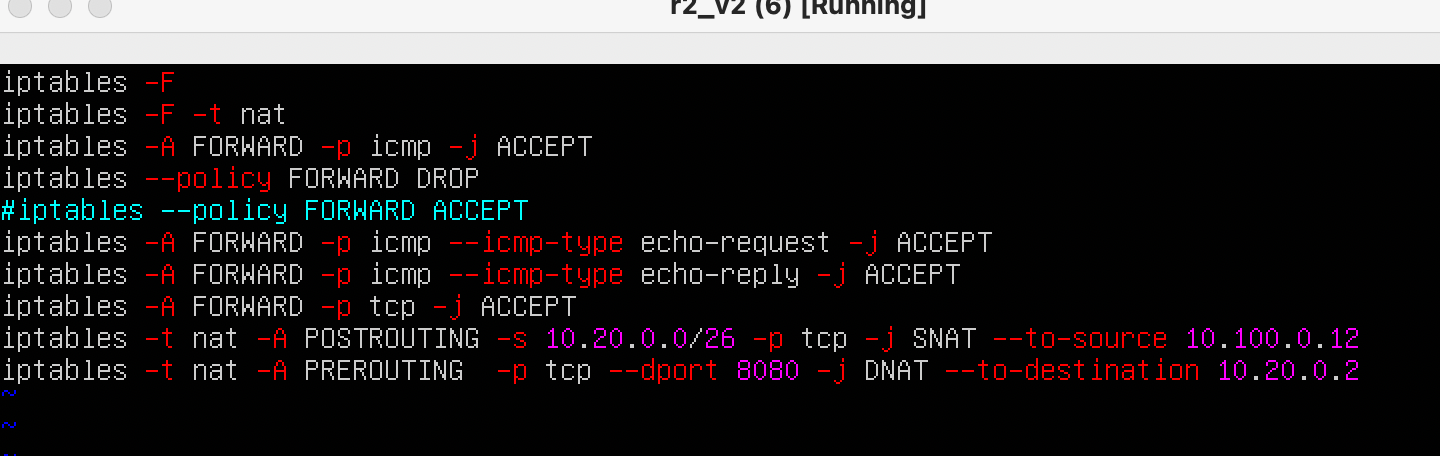 r2_v2 (6) [Running]
iptables -F
iptables -F -t nat
iptables -A FORWARD -p icmp -j ACCEPT
iptables --policy FORWARD DROP
#iptables --policy FORWARD ACCEPT
iptables -A FORWARD -p icmp --icmp-type echo-request -j ACCEPT
iptables -A FORWARD -p icmp --icmp-type echo-reply -j ACCEPT
iptables -A FORWARD -p tcp -j ACCEPT
iptables -t nat -A POSTROUTING -s 10.20.0.0/26 -p tcp -j SNAT --to-source 10.100.0.12
iptables -t nat -A PREROUTING  -p tcp --dport 8080 -j DNAT --to-destination 10.20.0.2
~
~
~